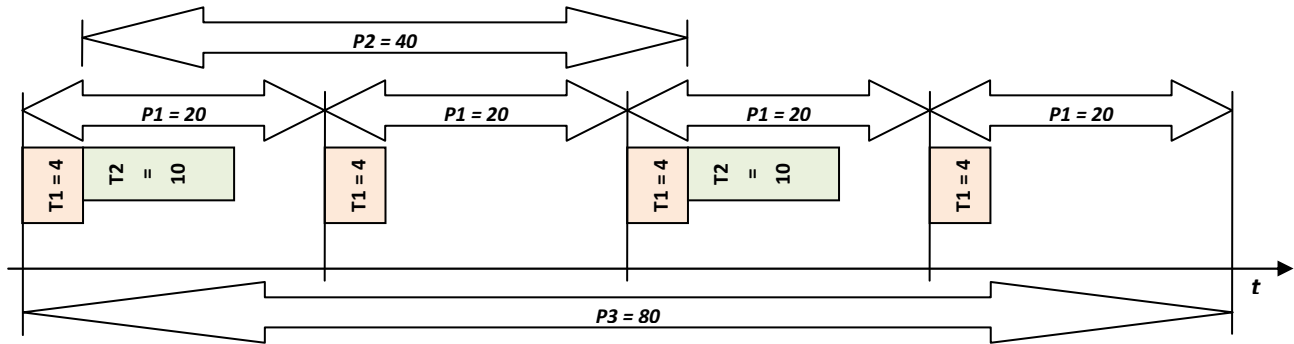 P2 = 40
P1 = 20
P1 = 20
P1 = 20
P1 = 20
T1 = 4
T2 = 10
T1 = 4
T1 = 4
T2 = 10
T1 = 4
t
P3 = 80